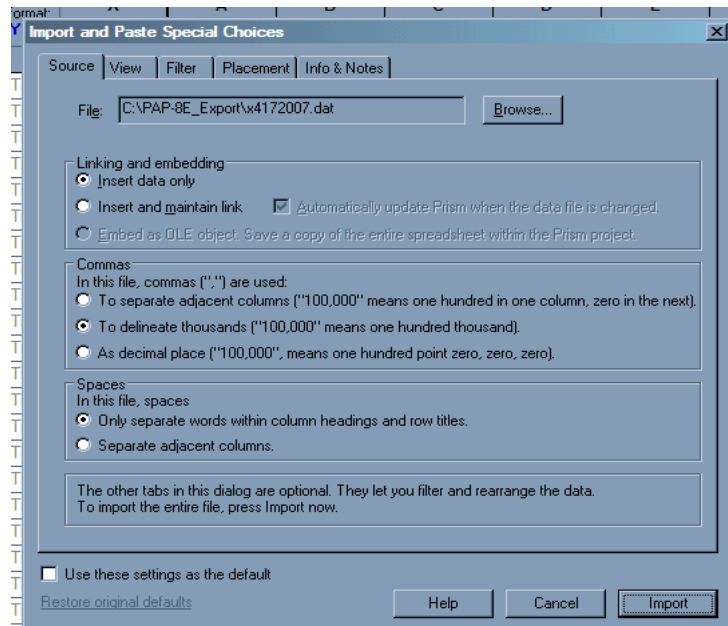 Format:
X
A
B
C
D
E
Y
Import and Paste Special Choices
Source View Filter Placement Info & Notes
File: C:\PAP-8E_Export\x4172007.dat Browse...
Linking and embedding
Insert data only
Insert and maintain link Automatically update Prism when the data file is changed.
Embed as OLE object. Save a copy of the entire spreadsheet within the Prism project.
Commas
In this file, commas (",") are used:
To separate adjacent columns ("100,000" means one hundred in one column, zero in the next).
To delineate thousands ("100,000" means one hundred thousand).
As decimal place ("100,000", means one hundred point zero, zero, zero).
Spaces
In this file, spaces
Only separate words within column headings and row titles.
Separate adjacent columns.
The other tabs in this dialog are optional. They let you filter and rearrange the data.
To import the entire file, press Import now.
Use these settings as the default
Restore original defaults Help Cancel Import